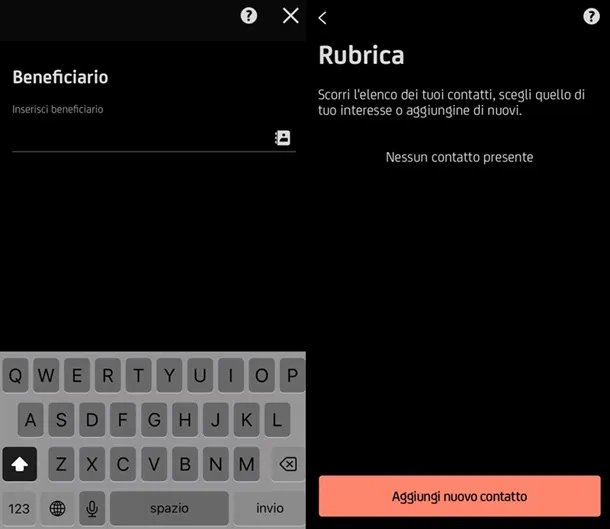 ?
Beneficiario
Inserisci beneficiario
Q W E R T Y U I O P
A S D F G H J K L
Z X C V B N M
123 spazio invio
?
Rubrica
Scorri l'elenco dei tuoi contatti, scegli quello di
tuo interesse o aggiungine di nuovi.
Nessun contatto presente
Aggiungi nuovo contatto